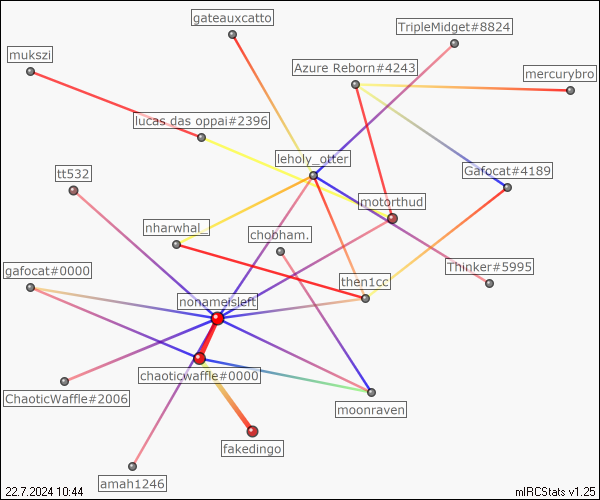 gateauxcatto
TripleMidget#8824
mukszi
Azure Reborn#4243
mercurybro
lucas das oppai#2396
leholy_otter
Gafocat#4189
tt532
motorthud
nharwhal_
chobham.
gafocat#0000
Thinker#5995
then1cc
nonameisleft
chaoticwaffle#0000
ChaoticWaffle#2006
moonraven
fakedingo
amah1246
22.7.2024 10:44
mIRCStats v1.25